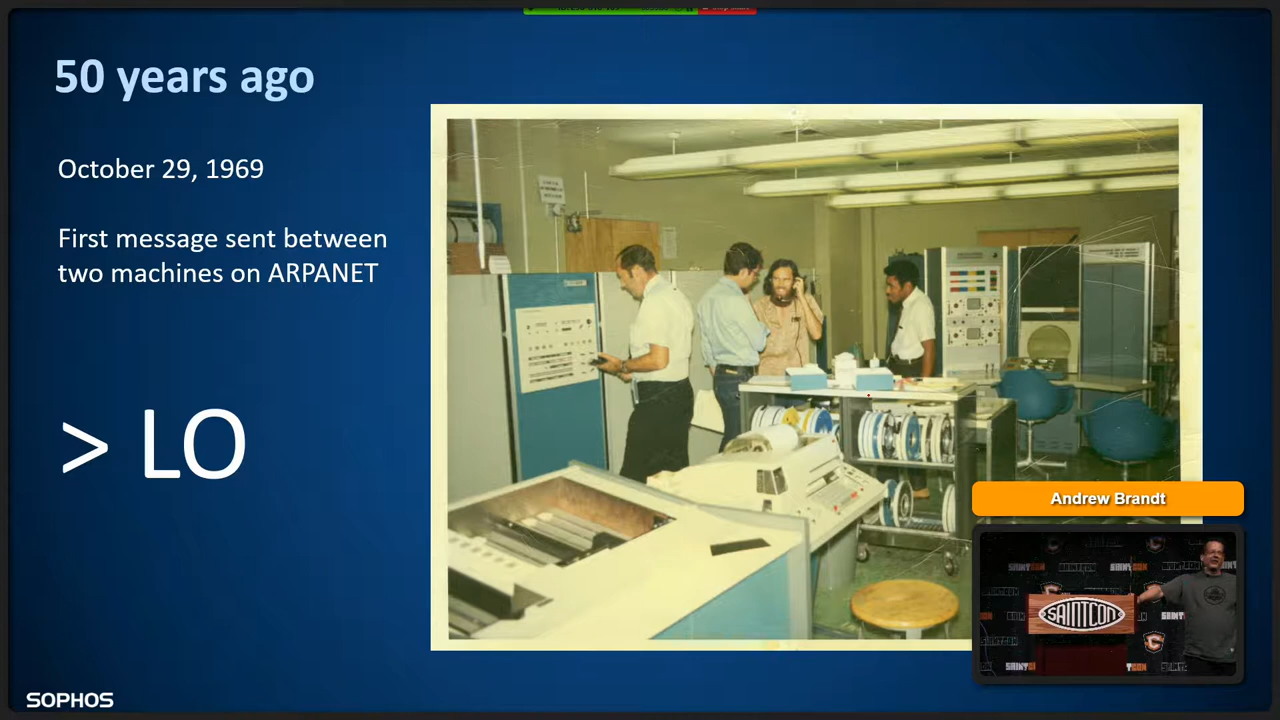 50 years ago
October 29, 1969
First message sent between
two machines on ARPANET
> LO
Andrew Brandt
SAINTCON
SOPHOS